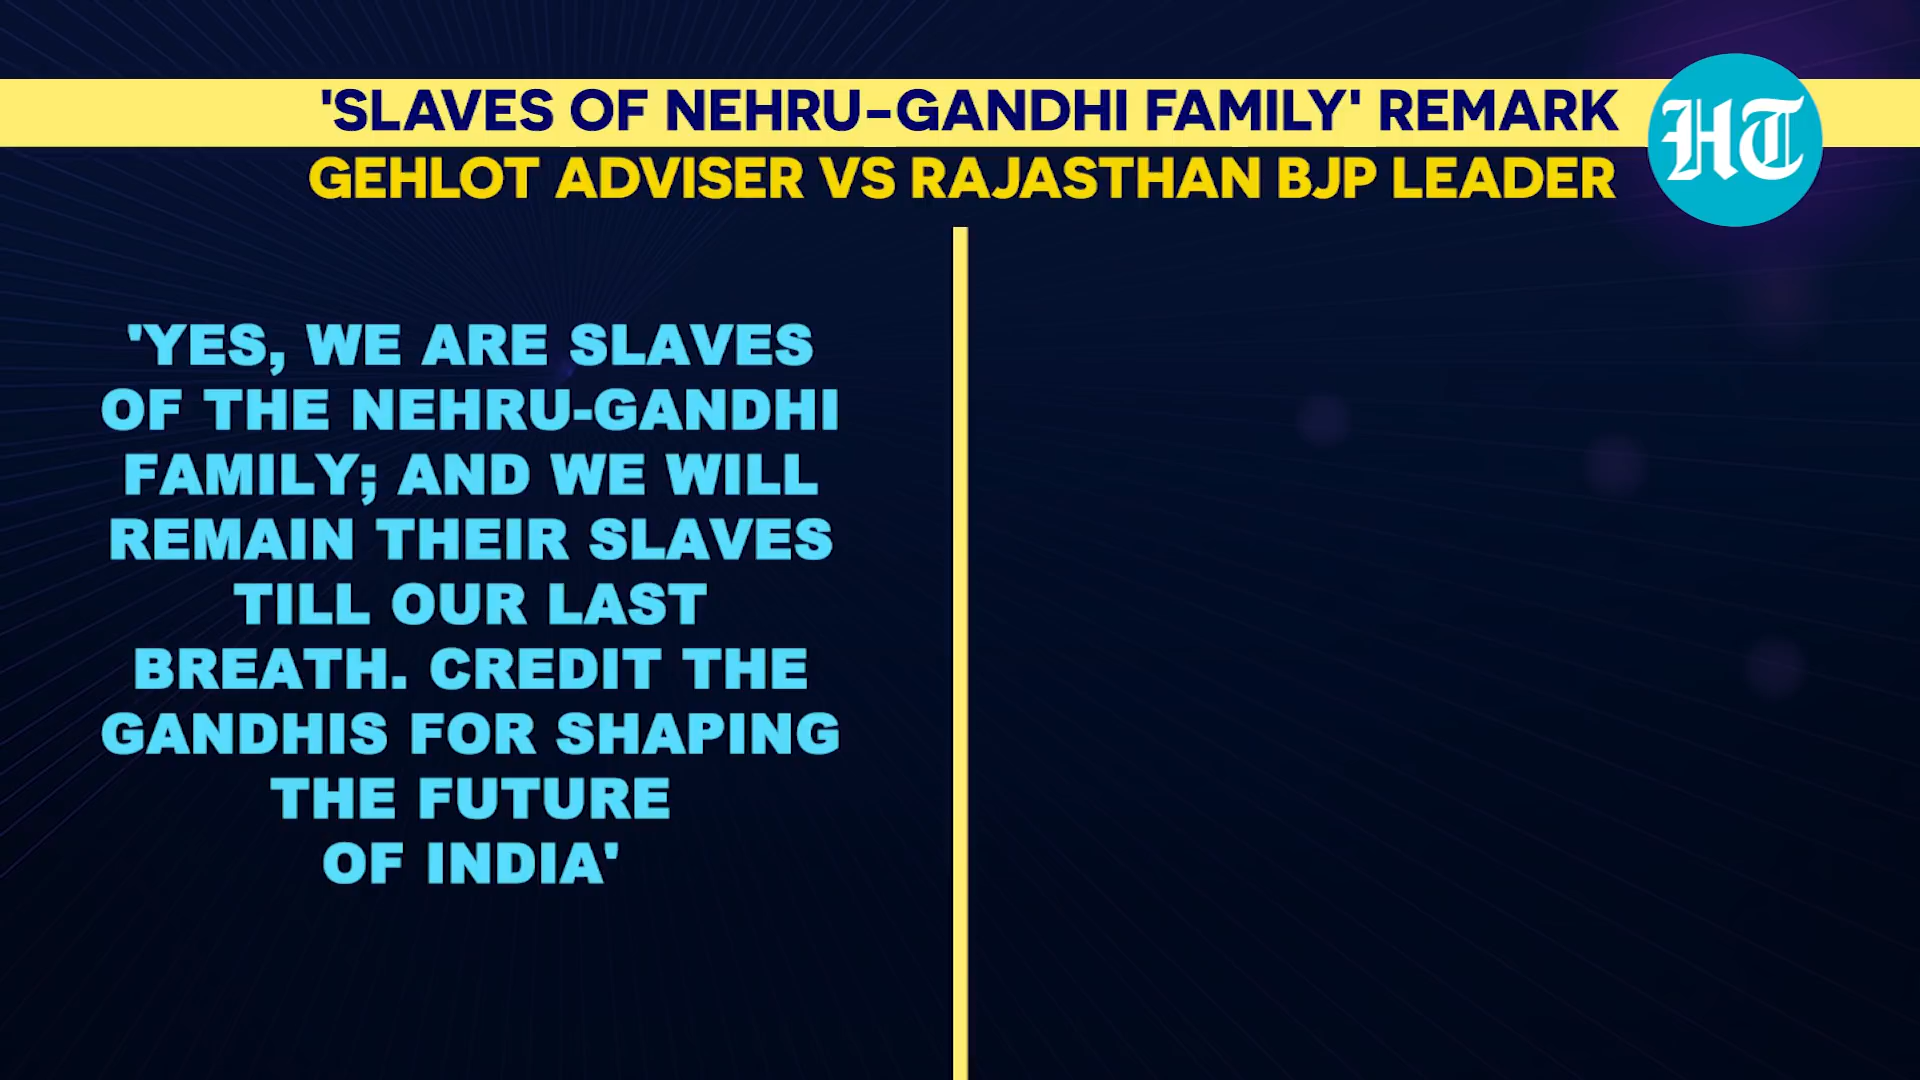 'SLAVES OF NEHRU-GANDHI FAMILY' REMARK
HT
GEHLOT ADVISER VS RAJASTHAN BJP LEADER
'YES, WE ARE SLAVES
OF THE NEHRU-GANDHI
FAMILY; AND WE WILL
REMAIN THEIR SLAVES
TILL OUR LAST
BREATH. CREDIT THE
GANDHIS FOR SHAPING
THE FUTURE
OF INDIA'